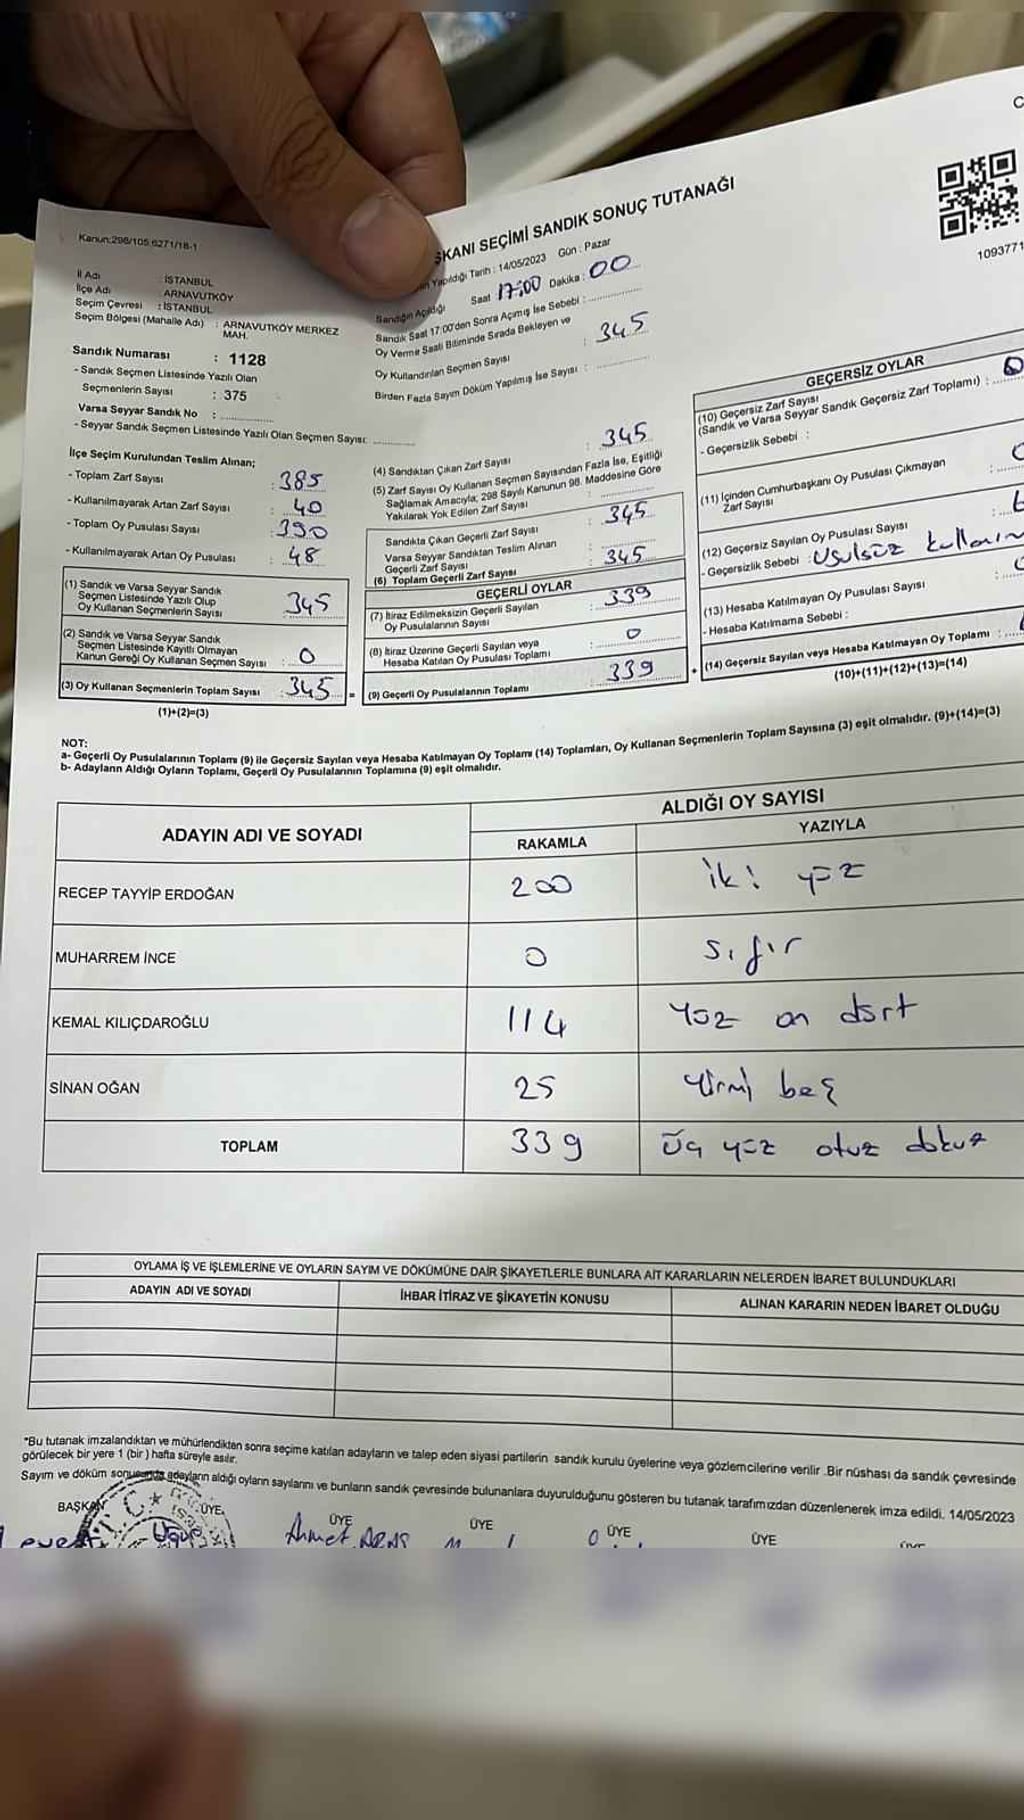 ŞKANI SEÇİMİ SANDIK SONUÇ TUTANAĞI
Kanun:298/105,6271/18-1
1093771
İl Adı : İSTANBUL
İlçe Adı : ARNAVUTKÖY
Seçim Çevresi : İSTANBUL
Seçim Bölgesi (Mahalle Adı) : ARNAVUTKÖY MERKEZ
MAH.
Sandık Numarası : 1128
- Sandık Seçmen Listesinde Yazılı Olan
Seçmenlerin Sayısı : 375
Varsa Seyyar Sandık No :
- Seyyar Sandık Seçmen Listesinde Yazılı Olan Seçmen Sayısı:
İlçe Seçim Kurulundan Teslim Alınan;
- Toplam Zarf Sayısı : 385
- Kullanılmayarak Artan Zarf Sayısı : 40
- Toplam Oy Pusulası Sayısı : 390
- Kullanılmayarak Artan Oy Pusulası : 48
(1) Sandık ve Varsa Seyyar Sandık
Seçmen Listesinde Yazılı Olup
Oy Kullanan Seçmenlerin Sayısı : 345
(2) Sandık ve Varsa Seyyar Sandık
Seçmen Listesinde Kayıtlı Olmayan
Kanun Gereği Oy Kullanan Seçmen Sayısı : 0
(3) Oy Kullanan Seçmenlerin Toplam Sayısı : 345 =
(1)+(2)=(3)
Yapıldığı Tarih : 14/05/2023 Gün : Pazar
Sandığın Açıldığı Saat 17:00 Dakika : 00
Sandık Saat 17:00'den Sonra Açmış İse Sebebi :
Oy Verme Saati Bitiminde Sırada Bekleyen ve
Oy Kullandırılan Seçmen Sayısı : 345
Birden Fazla Sayım Döküm Yapılmış İse Sayısı :
(4) Sandıktan Çıkan Zarf Sayısı : 345
(5) Zarf Sayısı Oy Kullanan Seçmen Sayısından Fazla İse, Eşitliği
Sağlamak Amacıyla; 298 Sayılı Kanunun 98. Maddesine Göre
Yakılarak Yok Edilen Zarf Sayısı :
Sandıkta Çıkan Geçerli Zarf Sayısı : 345
Varsa Seyyar Sandıktan Teslim Alınan
Geçerli Zarf Sayısı :
(6) Toplam Geçerli Zarf Sayısı : 345
GEÇERLİ OYLAR
(7) İtiraz Edilmeksizin Geçerli Sayılan
Oy Pusulalarının Sayısı : 339
(8) İtiraz Üzerine Geçerli Sayılan veya
Hesaba Katılan Oy Pusulası Toplamı : 0
(9) Geçerli Oy Pusulalarının Toplamı : 339 +
GEÇERSİZ OYLAR
(10) Geçersiz Zarf Sayısı
(Sandık ve Varsa Seyyar Sandık Geçersiz Zarf Toplamı) :
- Geçersizlik Sebebi :
(11) İçinden Cumhurbaşkanı Oy Pusulası Çıkmayan
Zarf Sayısı :
(12) Geçersiz Sayılan Oy Pusulası Sayısı :
- Geçersizlik Sebebi : Usulsüz kullanım
(13) Hesaba Katılmayan Oy Pusulası Sayısı :
- Hesaba Katılmama Sebebi :
(14) Geçersiz Sayılan veya Hesaba Katılmayan Oy Toplamı :
(10)+(11)+(12)+(13)=(14)
NOT:
a- Geçerli Oy Pusulalarının Toplamı (9) ile Geçersiz Sayılan veya Hesaba Katılmayan Oy Toplamı (14) Toplamları, Oy Kullanan Seçmenlerin Toplam Sayısına (3) eşit olmalıdır. (9)+(14)=(3)
b- Adayların Aldığı Oyların Toplamı, Geçerli Oy Pusulalarının Toplamına (9) eşit olmalıdır.
ADAYIN ADI VE SOYADI
ALDIĞI OY SAYISI
RAKAMLA YAZIYLA
RECEP TAYYİP ERDOĞAN 200 iki yüz
MUHARREM İNCE 0 sıfır
KEMAL KILIÇDAROĞLU 114 Yüz on dört
SİNAN OĞAN 25 Yirmi beş
TOPLAM 339 Üç yüz otuz dokuz
OYLAMA İŞ VE İŞLEMLERİNE VE OYLARIN SAYIM VE DÖKÜMÜNE DAİR ŞİKAYETLERLE BUNLARA AİT KARARLARIN NELERDEN İBARET BULUNDUKLARI
ADAYIN ADI VE SOYADI İHBAR İTİRAZ VE ŞİKAYETİN KONUSU ALINAN KARARIN NEDEN İBARET OLDUĞU
*Bu tutanak imzalandıktan ve mühürlendikten sonra seçime katılan adayların ve talep eden siyasi partilerin sandık kurulu üyelerine veya gözlemcilerine verilir .Bir nüshası da sandık çevresinde
görülecek bir yere 1 (bir ) hafta süreyle asılır.
Sayım ve döküm sonucunda adayların aldığı oyların sayılarını ve bunların sandık çevresinde bulunanlara duyurulduğunu gösteren bu tutanak tarafımızdan düzenlenerek imza edildi. 14/05/2023
BAŞKAN ÜYE ÜYE ÜYE ÜYE ÜYE
Ahmet